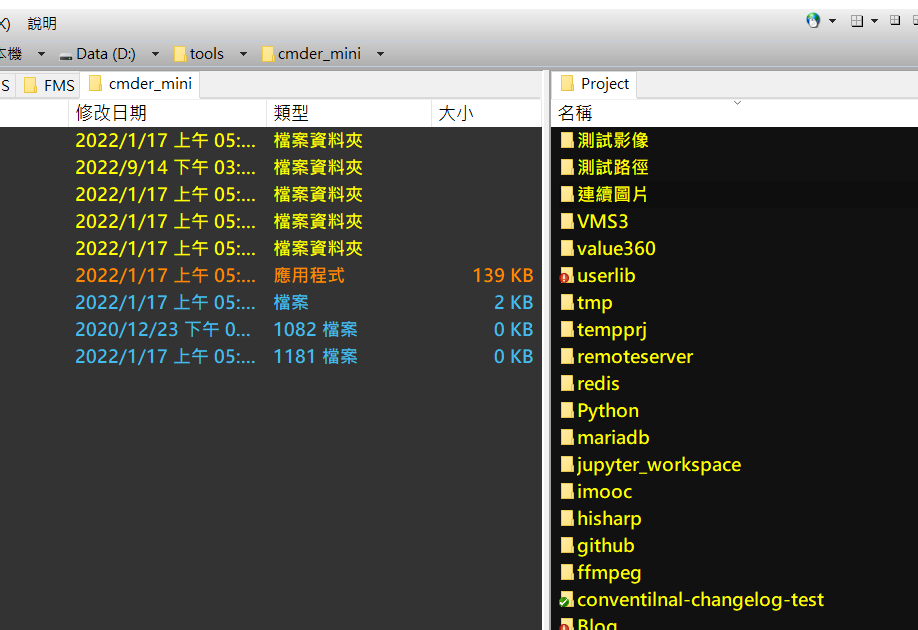 X) 說明
本機 Data (D:) tools cmder_mini
S FMS cmder_mini
修改日期 類型 大小
2022/1/17 上午 05:... 檔案資料夾
2022/9/14 下午 03:... 檔案資料夾
2022/1/17 上午 05:... 檔案資料夾
2022/1/17 上午 05:... 檔案資料夾
2022/1/17 上午 05:... 檔案資料夾
2022/1/17 上午 05:... 應用程式 139 KB
2022/1/17 上午 05:... 檔案 2 KB
2020/12/23 下午 0... 1082 檔案 0 KB
2022/1/17 上午 05:... 1181 檔案 0 KB
Project
名稱
測試影像
測試路徑
連續圖片
VMS3
value360
userlib
tmp
tempprj
remoteserver
redis
Python
mariadb
jupyter_workspace
imooc
hisharp
github
ffmpeg
conventilnal-changelog-test
Blog